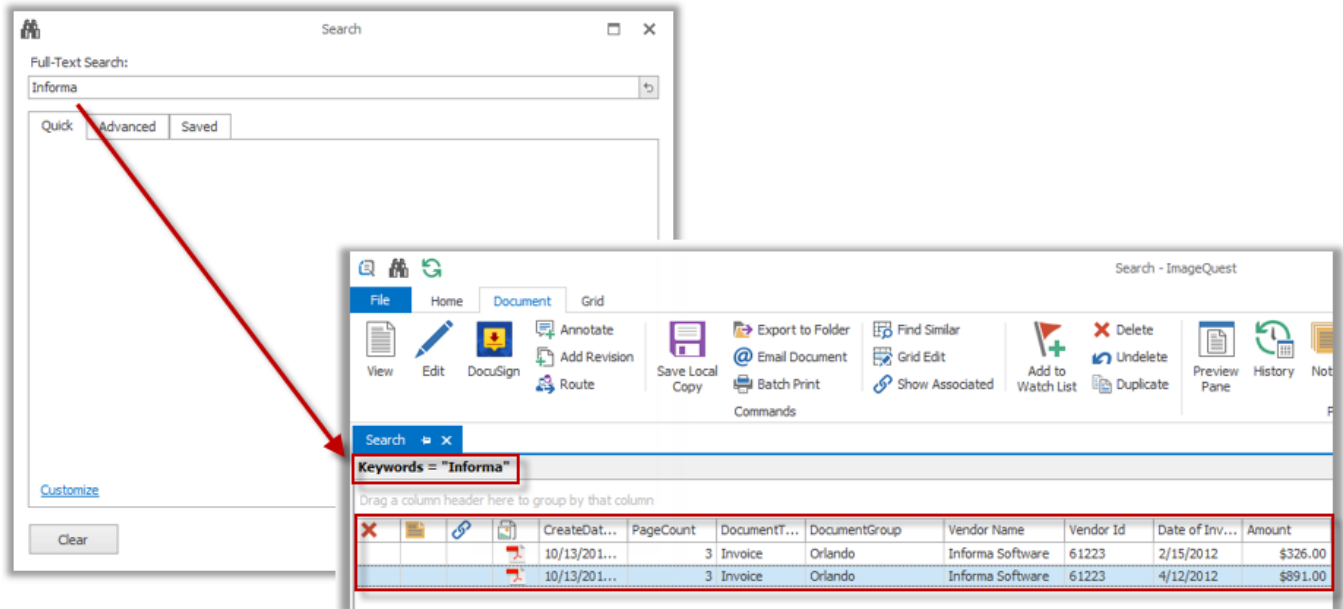 Search
Full-Text Search:
Informa
Quick Advanced Saved
Customize
Clear
Search - ImageQuest
File Home Document Grid
View
Edit
DocuSign
Annotate
Add Revision
Route
Save Local
Copy
Export to Folder
Email Document
Batch Print
Find Similar
Grid Edit
Show Associated
Add to
Watch List
Delete
Undelete
Duplicate
Preview
Pane
History
Commands
Search
Keywords = "Informa"
Drag a column header here to group by that column
CreateDat... PageCount DocumentT... DocumentGroup Vendor Name Vendor Id Date of Inv... Amount
10/13/201... 3 Invoice Orlando Informa Software 61223 2/15/2012 $326.00
10/13/201... 3 Invoice Orlando Informa Software 61223 4/12/2012 $891.00